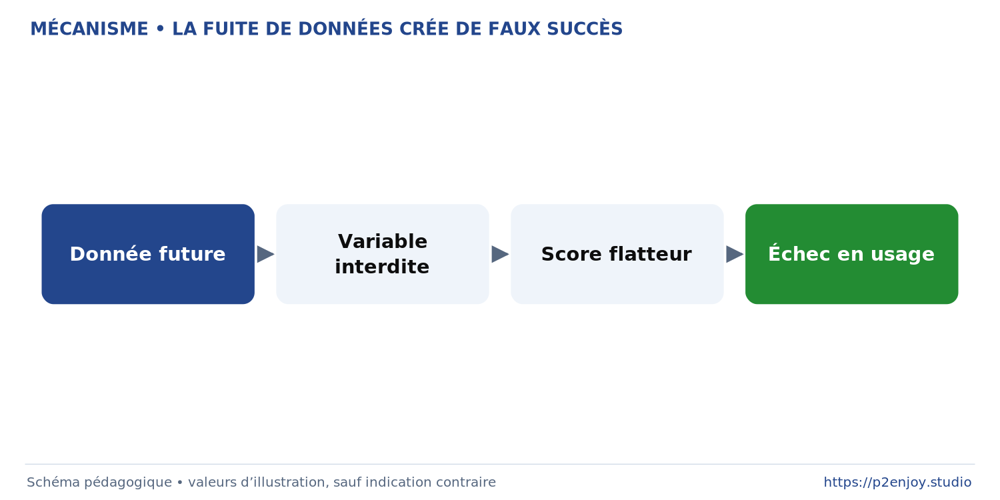 MÉCANISME • LA FUITE DE DONNÉES CRÉE DE FAUX SUCCÈS
Donnée future
Variable
interdite
Score flatteur
Échec en usage
Schéma pédagogique • valeurs d’illustration, sauf indication contraire
https://p2enjoy.studio